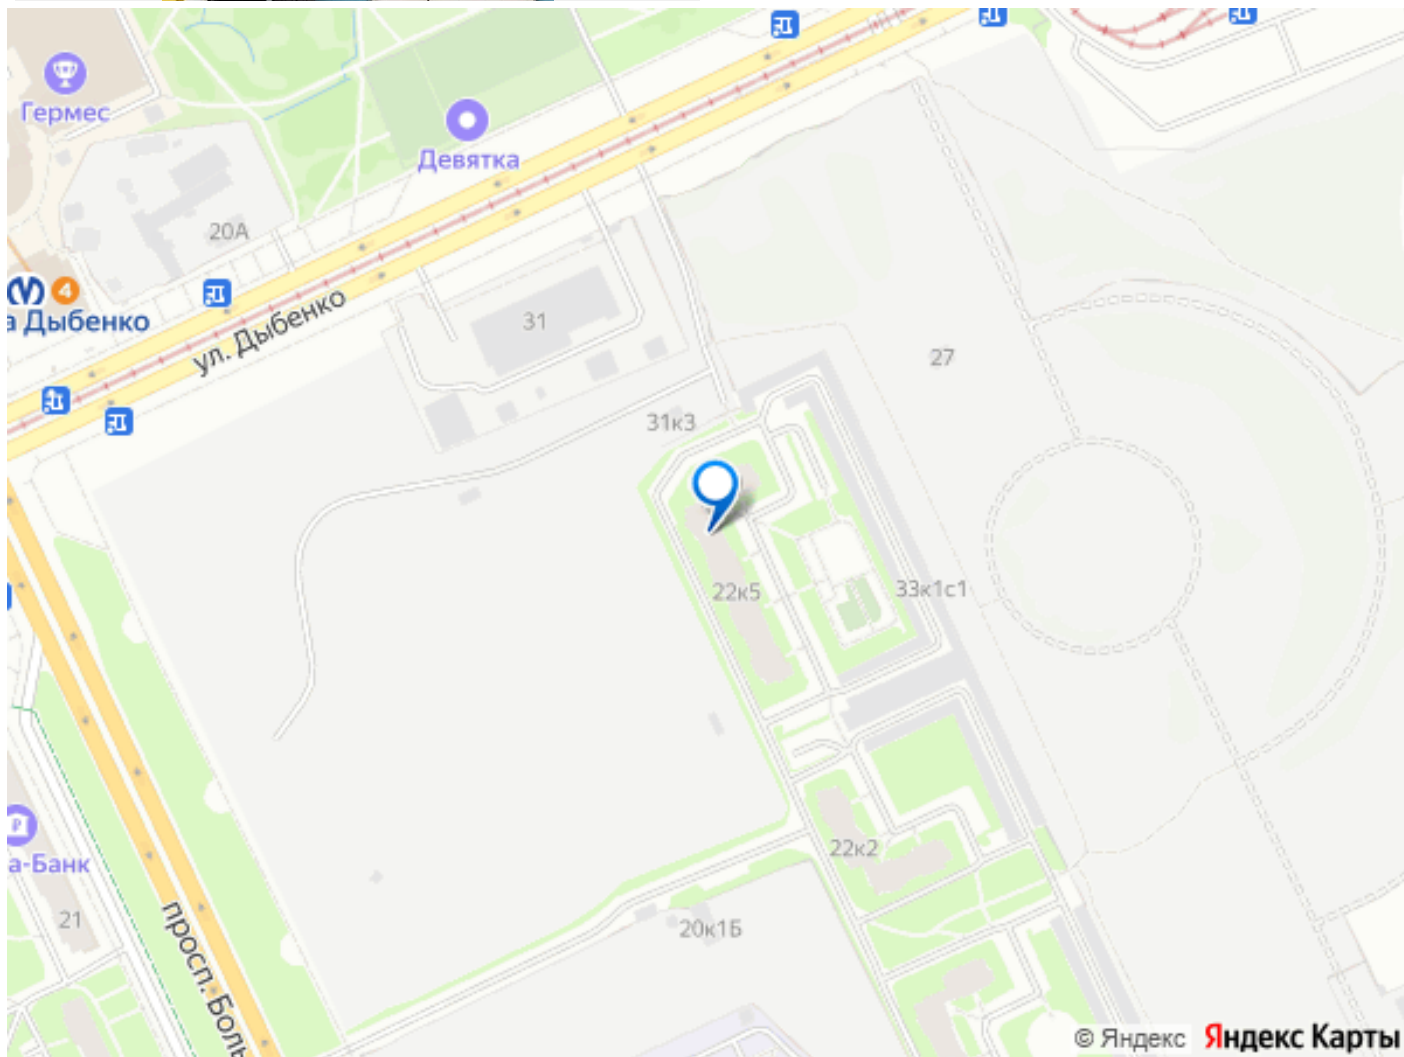 Гермес
Девятка
20А
4
а Дыбенко
ул. Дыбенко
31
27
31к3
22к5
33к1с1
22к2
₽
а-Банк
21
просп. Боль
20к1Б
© Яндекс Яндекс Карты